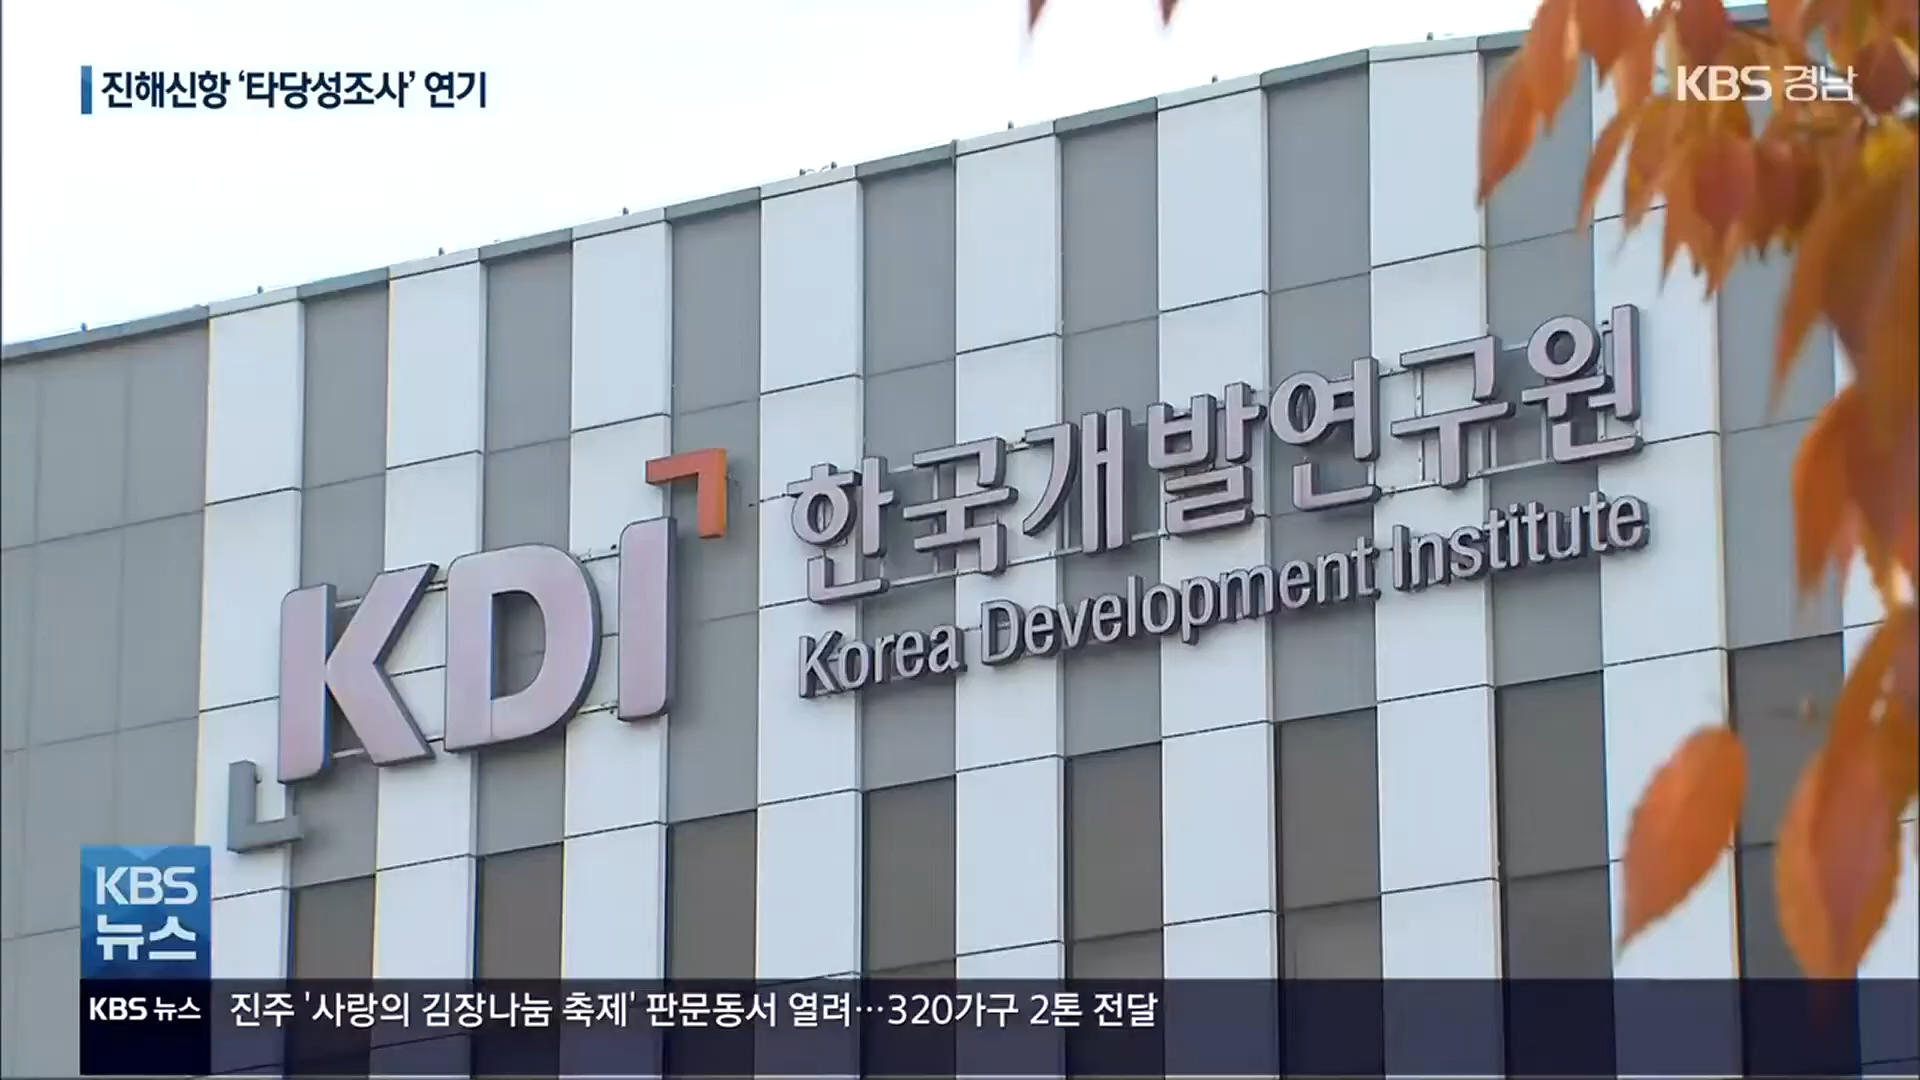 진해신항 ‘타당성조사’ 연기
KBS 경남
KDI
한국개발연구원
Korea Development Institute
KBS
뉴스
KBS 뉴스
진주 '사랑의 김장나눔 축제' 판문동서 열려…320가구 2톤 전달